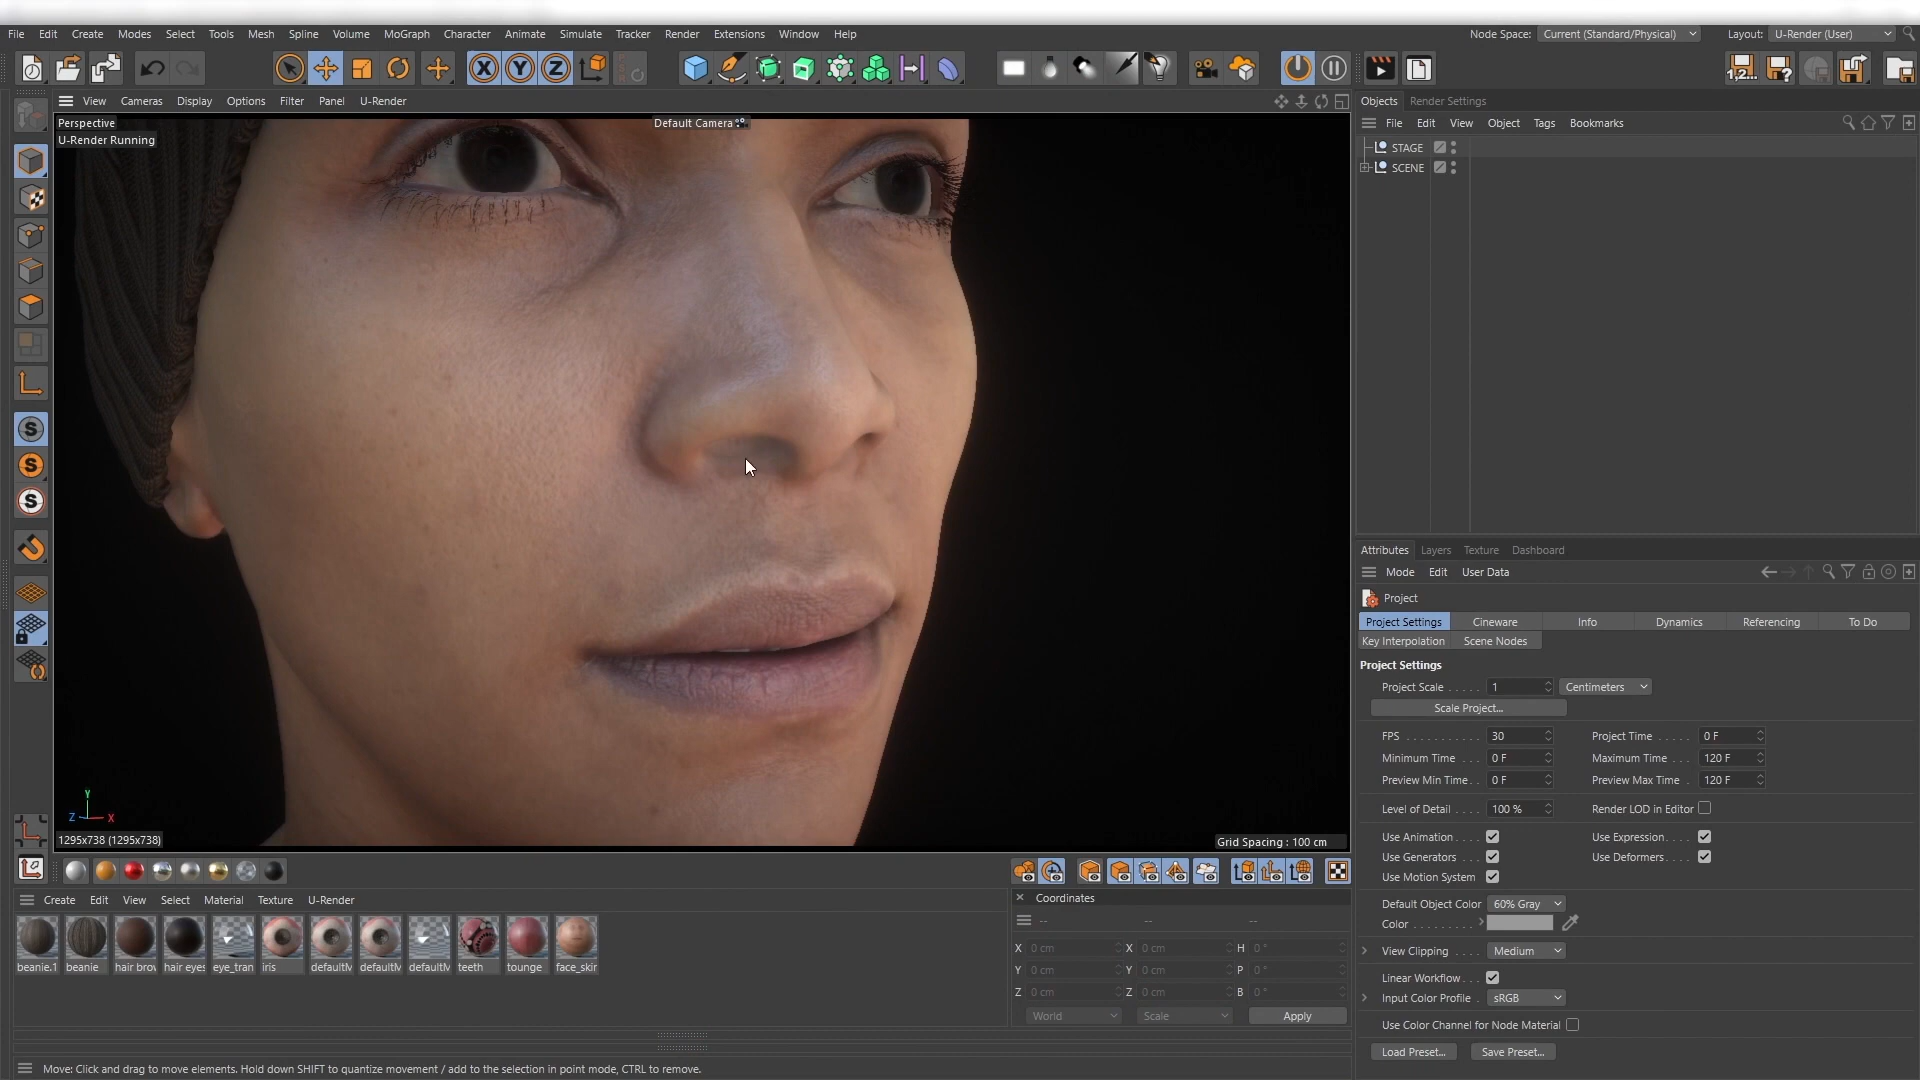 File Edit Create Modes Select Tools Mesh Spline Volume MoGraph Character Animate Simulate Tracker Render Extensions Window Help
Node Space: Current (Standard/Physical) Layout: U-Render (User)
X Y Z
View Cameras Display Options Filter Panel U-Render
Objects Render Settings
File Edit View Object Tags Bookmarks
Perspective
Default Camera
U-Render Running
STAGE
SCENE
S
S
S
Attributes Layers Texture Dashboard
Mode Edit User Data
Project
Project Settings Cineware Info Dynamics Referencing To Do
Key Interpolation Scene Nodes
Project Settings
Project Scale . . . . . 1 Centimeters
Scale Project...
FPS . . . . . . . . . . . 30 Project Time . . . . . 0 F
Minimum Time . . 0 F Maximum Time . . . 120 F
Preview Min Time . . 0 F Preview Max Time . 120 F
Level of Detail . . . . 100 % Render LOD in Editor
Use Animation . . . . Use Expression . . . .
Use Generators . . . Use Deformers . . . .
Use Motion System
Default Object Color 60% Gray
Color . . . . . . . . .
View Clipping . . . . Medium
Linear Workflow . . .
Input Color Profile . sRGB
Use Color Channel for Node Material
Load Preset... Save Preset...
Y
Z X
1295x738 (1295x738)
Grid Spacing : 100 cm
Create Edit View Select Material Texture U-Render
beanie.1 beanie hair brov hair eyes eye_tran iris defaultM defaultM defaultM teeth tounge face_skir
Coordinates
-- -- --
X 0 cm X 0 cm H 0 °
Y 0 cm Y 0 cm P 0 °
Z 0 cm Z 0 cm B 0 °
World Scale Apply
Move: Click and drag to move elements. Hold down SHIFT to quantize movement / add to the selection in point mode, CTRL to remove.